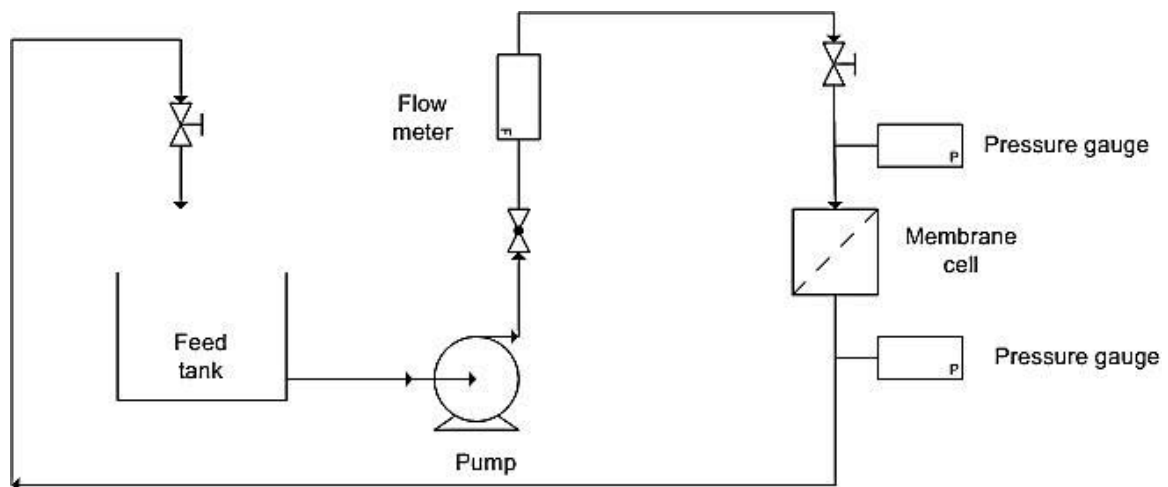 Flow
meter
F
P
Pressure gauge
Membrane
cell
Feed
tank
P
Pressure gauge
Pump